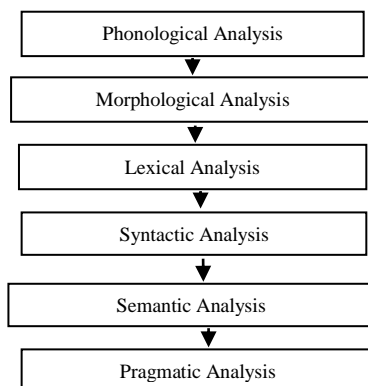 Phonological Analysis
Morphological Analysis
Lexical Analysis
Syntactic Analysis
Semantic Analysis
Pragmatic Analysis